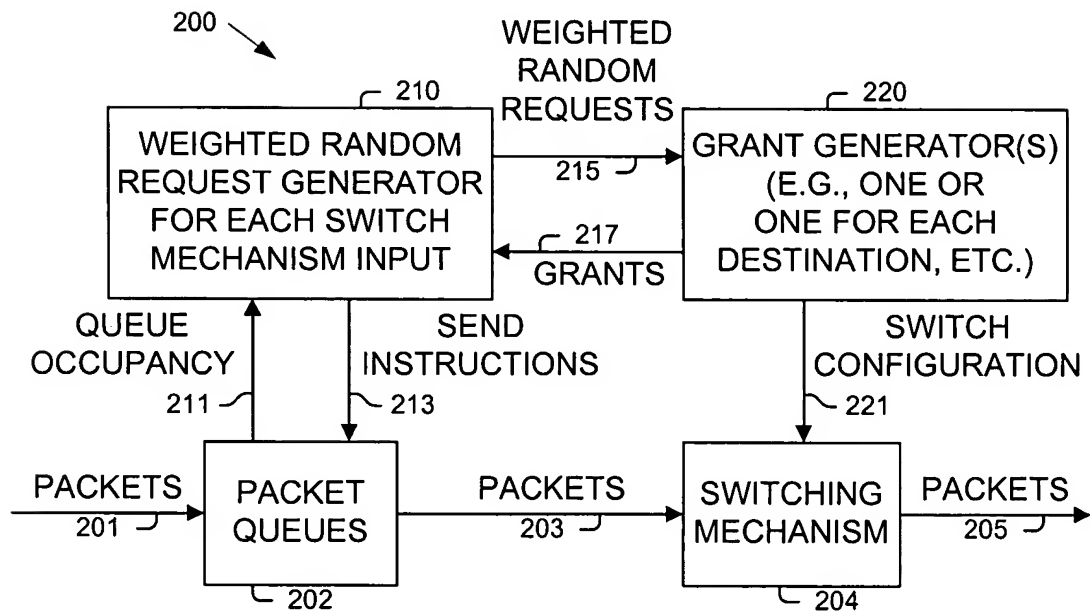 200
WEIGHTED
RANDOM
REQUESTS
210
220
WEIGHTED RANDOM
REQUEST GENERATOR
FOR EACH SWITCH
MECHANISM INPUT
215
GRANT GENERATOR(S)
(E.G., ONE OR
ONE FOR EACH
DESTINATION, ETC.)
217
GRANTS
QUEUE
OCCUPANCY
211
SEND
INSTRUCTIONS
213
SWITCH
CONFIGURATION
221
PACKETS
201
PACKET
QUEUES
202
PACKETS
203
SWITCHING
MECHANISM
204
PACKETS
205